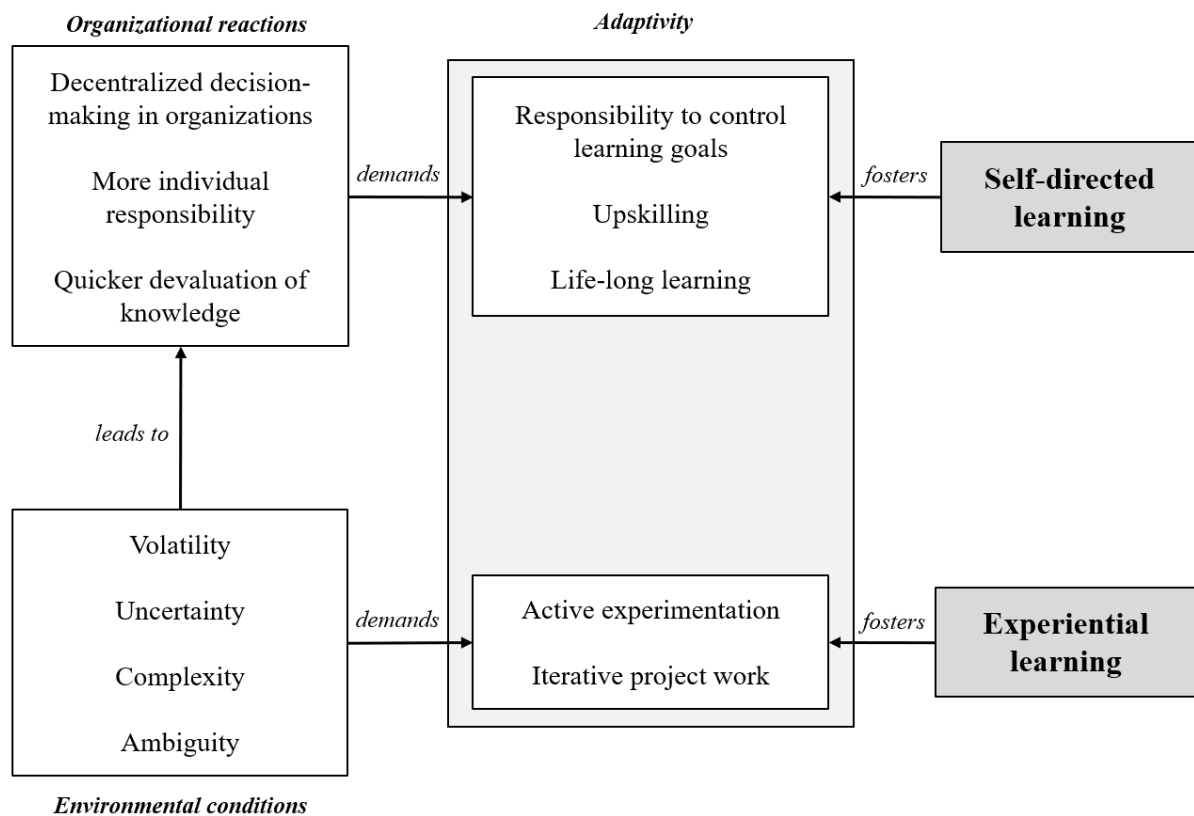 Organizational reactions
Adaptivity
Decentralized decision-
making in organizations
More individual
responsibility
Quicker devaluation of
knowledge
demands
Responsibility to control
learning goals
Upskilling
Life-long learning
fosters
Self-directed
learning
leads to
Volatility
Uncertainty
Complexity
Ambiguity
demands
Active experimentation
Iterative project work
fosters
Experiential
learning
Environmental conditions